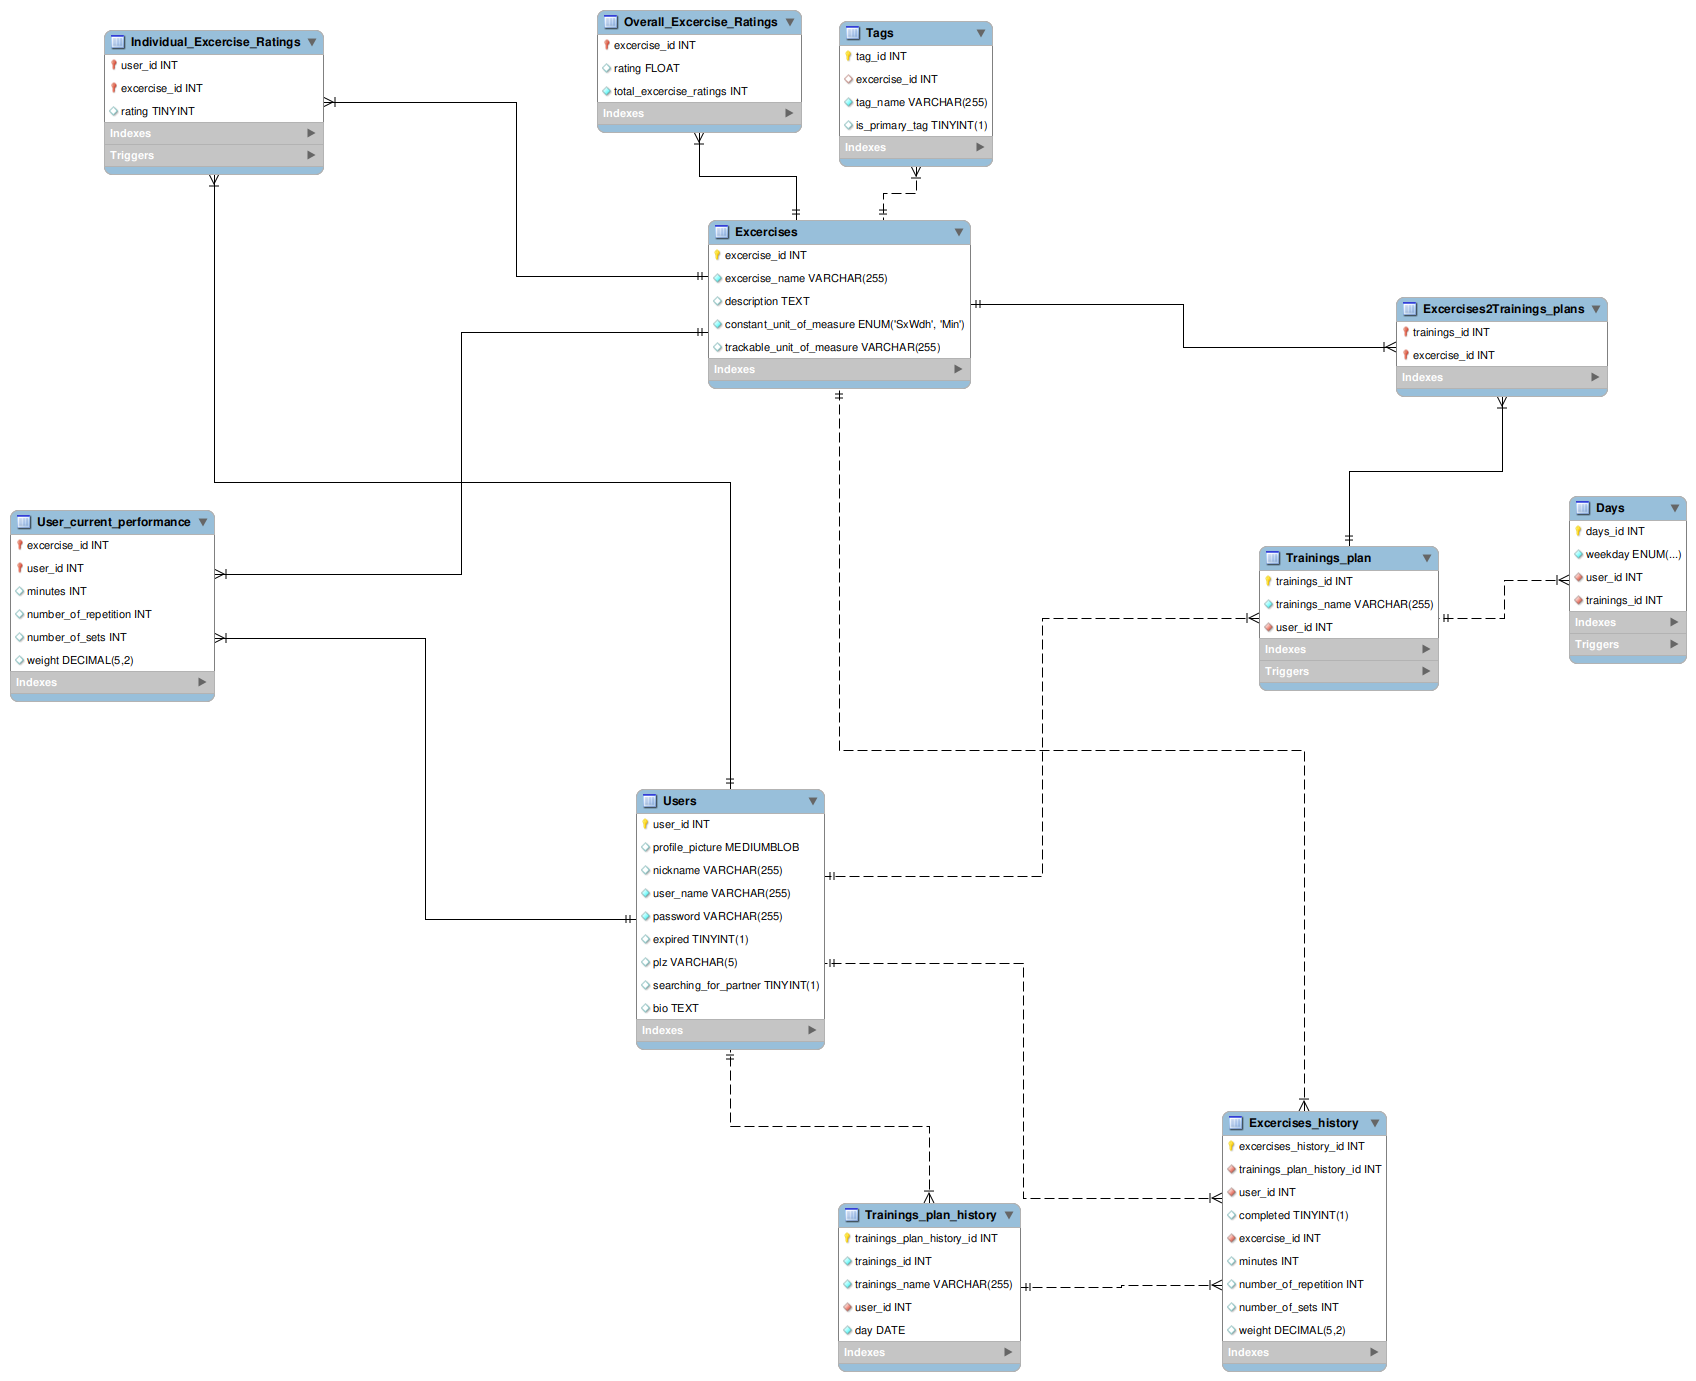 Individual_Excercise_Ratings
user_id INT
excercise_id INT
rating TINYINT
Indexes
Triggers
Overall_Excercise_Ratings
excercise_id INT
rating FLOAT
total_excercise_ratings INT
Indexes
Tags
tag_id INT
excercise_id INT
tag_name VARCHAR(255)
is_primary_tag TINYINT(1)
Indexes
Excercises
excercise_id INT
excercise_name VARCHAR(255)
description TEXT
constant_unit_of_measure ENUM('SxWdh', 'Min')
trackable_unit_of_measure VARCHAR(255)
Indexes
Excercises2Trainings_plans
trainings_id INT
excercise_id INT
Indexes
User_current_performance
excercise_id INT
user_id INT
minutes INT
number_of_repetition INT
number_of_sets INT
weight DECIMAL(5,2)
Indexes
Trainings_plan
trainings_id INT
trainings_name VARCHAR(255)
user_id INT
Indexes
Triggers
Days
days_id INT
weekday ENUM(...)
user_id INT
trainings_id INT
Indexes
Triggers
Users
user_id INT
profile_picture MEDIUMBLOB
nickname VARCHAR(255)
user_name VARCHAR(255)
password VARCHAR(255)
expired TINYINT(1)
plz VARCHAR(5)
searching_for_partner TINYINT(1)
bio TEXT
Indexes
Trainings_plan_history
trainings_plan_history_id INT
trainings_id INT
trainings_name VARCHAR(255)
user_id INT
day DATE
Indexes
Excercises_history
excercises_history_id INT
trainings_plan_history_id INT
user_id INT
completed TINYINT(1)
excercise_id INT
minutes INT
number_of_repetition INT
number_of_sets INT
weight DECIMAL(5,2)
Indexes